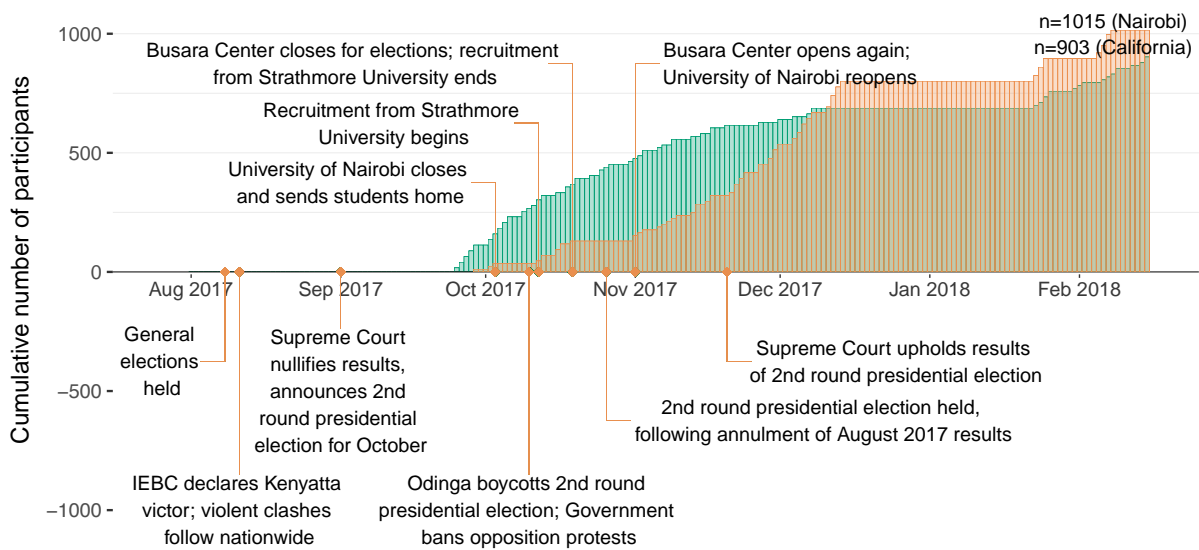 n=1015 (Nairobi)
n=903 (California)
Busara Center closes for elections; recruitment
from Strathmore University ends
Busara Center opens again;
University of Nairobi reopens
Recruitment from Strathmore
University begins
University of Nairobi closes
and sends students home
Cumulative number of participants
1000
500
0
−500
−1000
Aug 2017
Sep 2017
Oct 2017
Nov 2017
Dec 2017
Jan 2018
Feb 2018
General
elections
held
Supreme Court
nullifies results,
announces 2nd
round presidential
election for October
Supreme Court upholds results
of 2nd round presidential election
2nd round presidential election held,
following annulment of August 2017 results
IEBC declares Kenyatta
victor; violent clashes
follow nationwide
Odinga boycotts 2nd round
presidential election; Government
bans opposition protests